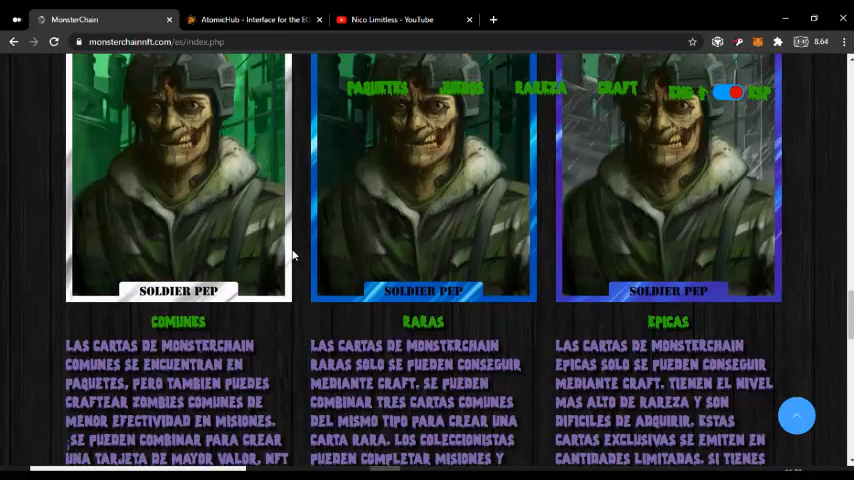 MonsterChain
AtomicHub - Interface for the EO
Nico Limitless - YouTube
monsterchainnft.com/es/index.php
8.64
PAQUETES JUEGOS RAREZA CRAFT ENG ESP
SOLDIER PEP
SOLDIER PEP
SOLDIER PEP
COMUNES
LAS CARTAS DE MONSTERCHAIN
COMUNES SE ENCUENTRAN EN
PAQUETES, PERO TAMBIEN PUEDES
CRAFTEAR ZOMBIES COMUNES DE
MENOR EFECTIVIDAD EN MISIONES.
¡SE PUEDEN COMBINAR PARA CREAR
UNA TARJETA DE MAYOR VALOR, NFT
RARAS
LAS CARTAS DE MONSTERCHAIN
RARAS SOLO SE PUEDEN CONSEGUIR
MEDIANTE CRAFT. SE PUEDEN
COMBINAR TRES CARTAS COMUNES
DEL MISMO TIPO PARA CREAR UNA
CARTA RARA. LOS COLECCIONISTAS
PUEDEN COMPLETAR MISIONES Y
EPICAS
LAS CARTAS DE MONSTERCHAIN
EPICAS SOLO SE PUEDEN CONSEGUIR
MEDIANTE CRAFT. TIENEN EL NIVEL
MAS ALTO DE RAREZA Y SON
DIFICILES DE ADQUIRIR. ESTAS
CARTAS EXCLUSIVAS SE EMITEN EN
CANTIDADES LIMITADAS. SI TIENES